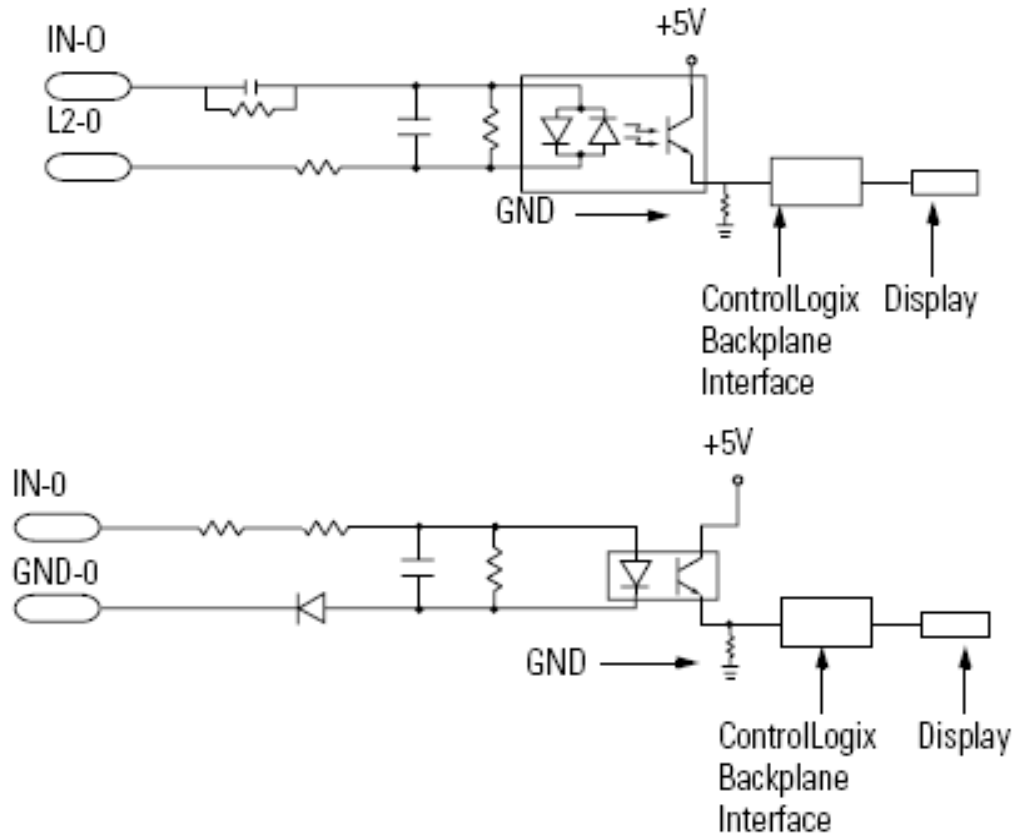 +5V
IN-O
L2-0
GND
ControlLogix
Backplane
Interface
Display
+5V
IN-0
GND-0
GND
ControlLogix
Backplane
Interface
Display